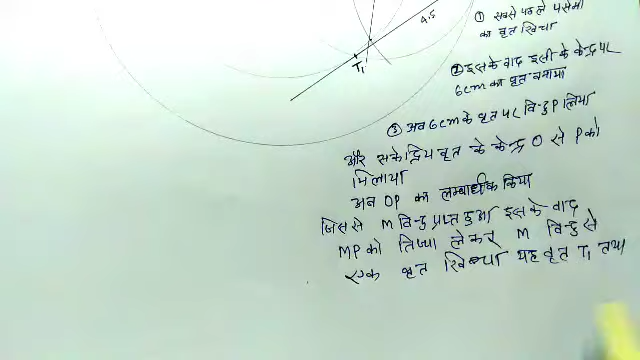 4.5
T₁
① सबसे पहले 4 सेमी
का वृत खिंचा
② इसके बाद इसी के केन्द्र पर
6cm का वृत बनाया
③ अब 6cm के वृत पर बिन्दु P लिया
और सकेन्द्रिय वृत के केन्द्र O से P को
मिलाया
अब OP का लम्बार्धक किया
जिससे M बिन्दु प्राप्त हुआ इसके बाद
MP को त्रिज्या लेकर M बिन्दु से
एक वृत खिंच्चा यह वृत T₁ तथा